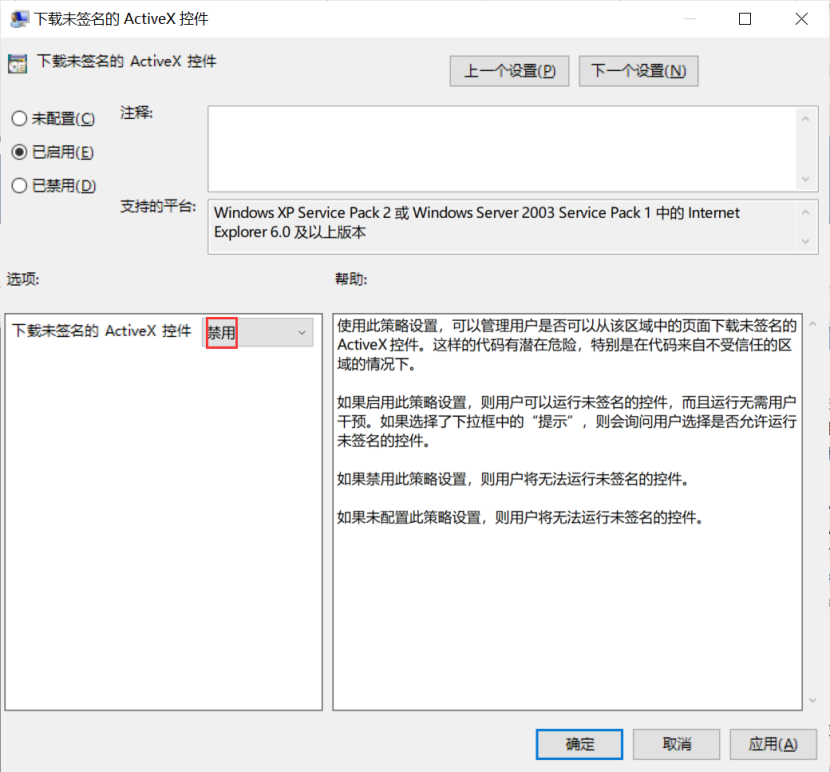 下载未签名的 ActiveX 控件
下载未签名的 ActiveX 控件
上一个设置(P)
下一个设置(N)
未配置(C)
注释:
已启用(E)
已禁用(D)
支持的平台:
Windows XP Service Pack 2 或 Windows Server 2003 Service Pack 1 中的 Internet
Explorer 6.0 及以上版本
选项:
帮助:
下载未签名的 ActiveX 控件
禁用
使用此策略设置，可以管理用户是否可以从该区域中的页面下载未签名的
ActiveX 控件。这样的代码有潜在危险，特别是在代码来自不受信任的区
域的情况下。
如果启用此策略设置，则用户可以运行未签名的控件，而且运行无需用户
干预。如果选择了下拉框中的“提示”，则会询问用户选择是否允许运行
未签名的控件。
如果禁用此策略设置，则用户将无法运行未签名的控件。
如果未配置此策略设置，则用户将无法运行未签名的控件。
确定
取消
应用(A)